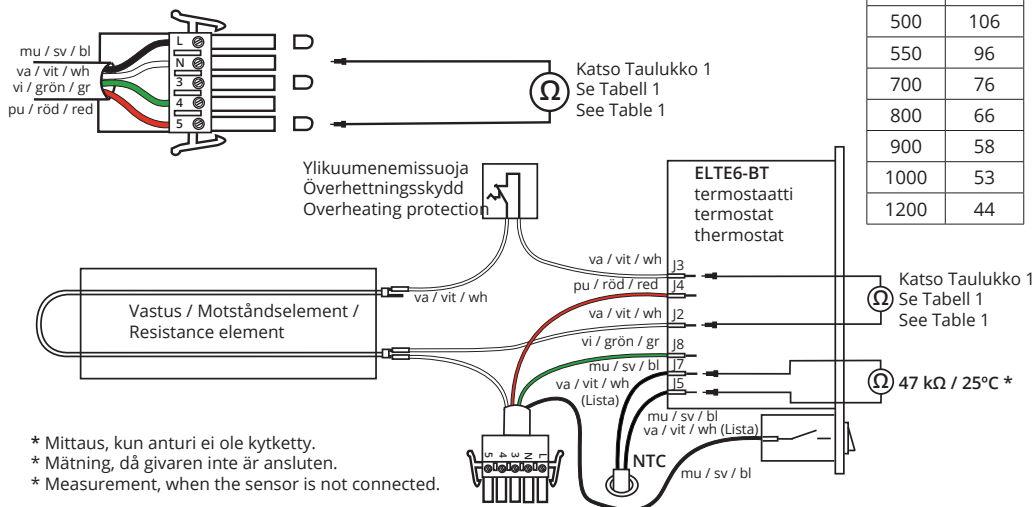 mu / sv / bl
va / vit / wh
vi / grön / gr
pu / röd / red
L
N
3
4
5
Ω
Katso Taulukko 1
Se Tabell 1
See Table 1
500 106
550 96
700 76
800 66
900 58
1000 53
1200 44
Ylikuumenemissuoja
Överhettningsskydd
Overheating protection
ELTE6-BT
termostaatti
termostat
thermostat
Vastus / Motståndselement /
Resistance element
va / vit / wh
va / vit / wh
J3
pu / röd / red
J4
va / vit / wh
J2
vi / grön / gr
J8
mu / sv / bl
J7
va / vit / wh
(Lista)
J5
Ω
Katso Taulukko 1
Se Tabell 1
See Table 1
Ω
47 kΩ / 25ºC *
mu / sv / bl
va / vit / wh (Lista)
NTC
mu / sv / bl
5 4 3 N L
* Mittaus, kun anturi ei ole kytketty.
* Mätning, då givaren inte är ansluten.
* Measurement, when the sensor is not connected.